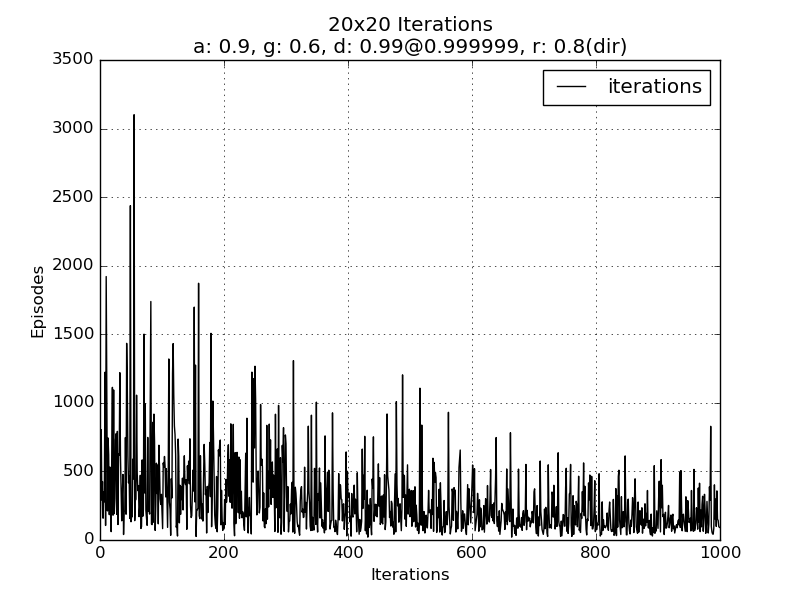 20x20 Iterations
a: 0.9, g: 0.6, d: 0.99@0.999999, r: 0.8(dir)
iterations
3500
3000
2500
2000
1500
1000
500
0
Episodes
0 200 400 600 800 1000
Iterations